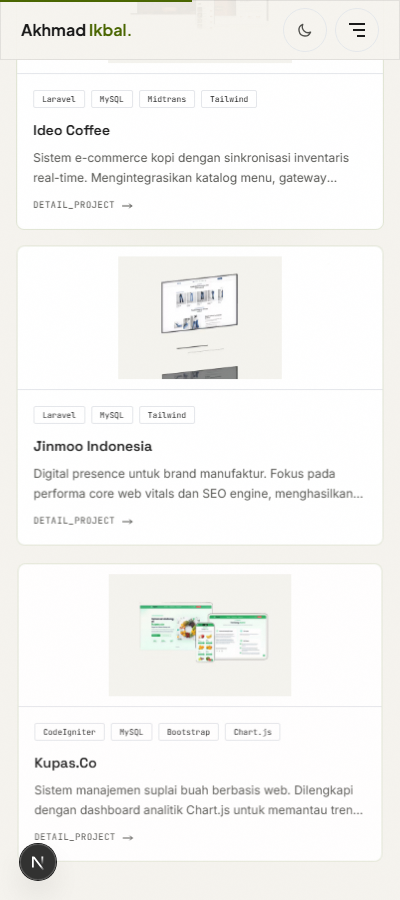 Akhmad Ikbal.
Laravel MySQL Midtrans Tailwind
Ideo Coffee
Sistem e-commerce kopi dengan sinkronisasi inventaris
real-time. Mengintegrasikan katalog menu, gateway...
DETAIL_PROJECT →
Laravel MySQL Tailwind
Jinmoo Indonesia
Digital presence untuk brand manufaktur. Fokus pada
performa core web vitals dan SEO engine, menghasilkan...
DETAIL_PROJECT →
CodeIgniter MySQL Bootstrap Chart.js
Kupas.Co
Sistem manajemen suplai buah berbasis web. Dilengkapi
dengan dashboard analitik Chart.js untuk memantau tren...
DETAIL_PROJECT →
N